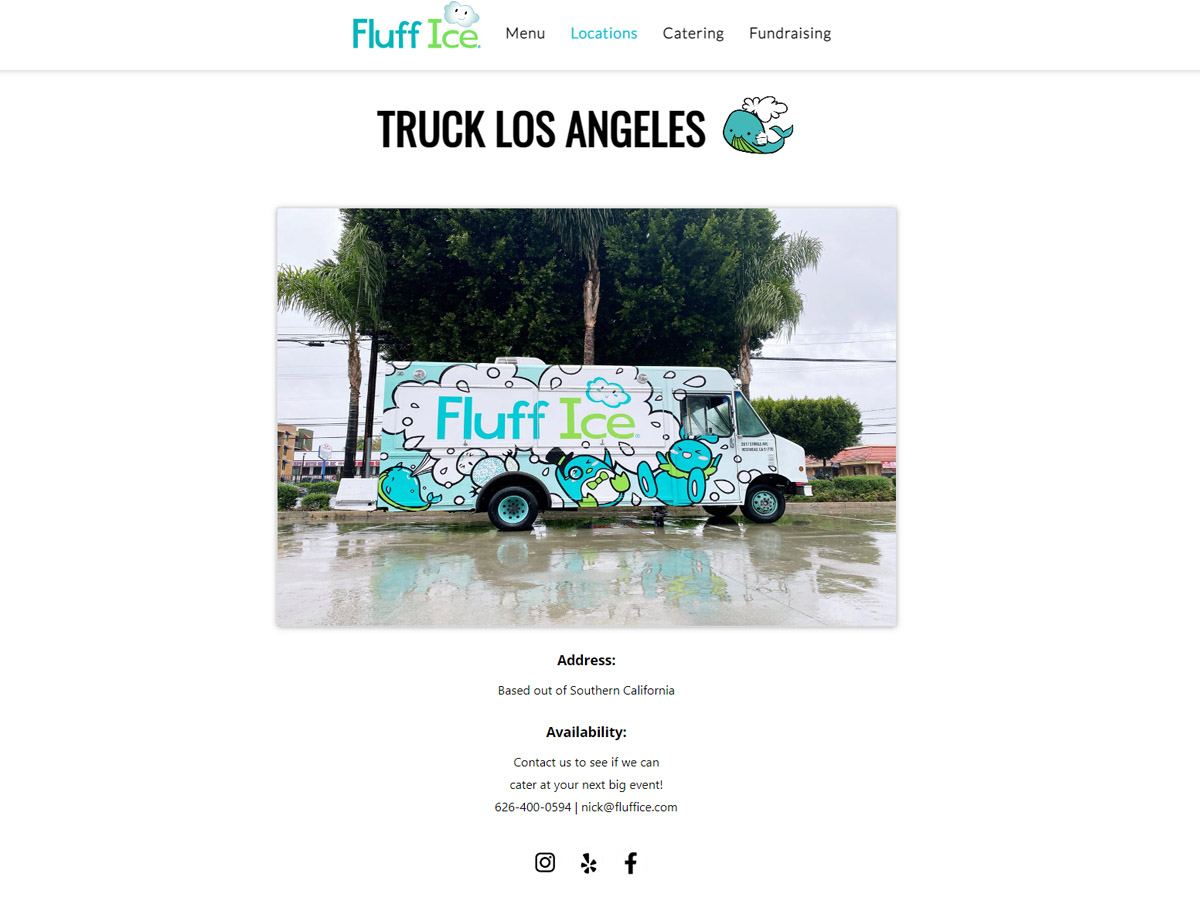 Fluff Ice
Menu
Locations
Catering
Fundraising
TRUCK LOS ANGELES
Fluff Ice
Address:
Based out of Southern California
Availability:
Contact us to see if we can
cater at your next big event!
626-400-0594 | nick@fluffice.com